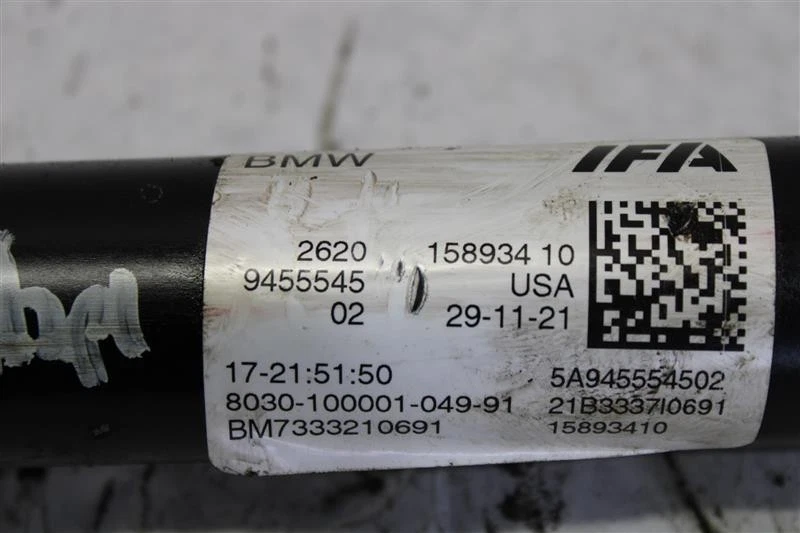 BMW IFA
2620 158934 10
9455545 USA
02 29-11-21
17-21:51:50 5A945554502
8030-100001-049-91 21B3337I0691
BM7333210691 15893410